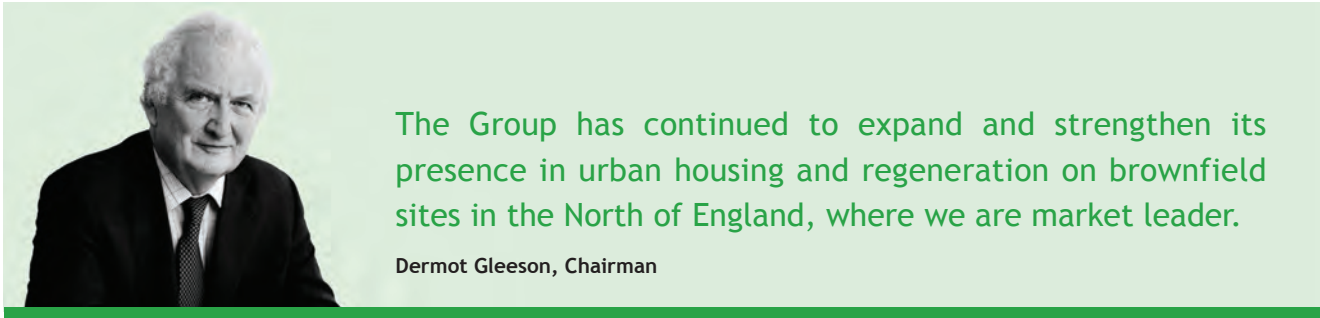 The Group has continued to expand and strengthen its
presence in urban housing and regeneration on brownfield
sites in the North of England, where we are market leader.
Dermot Gleeson, Chairman